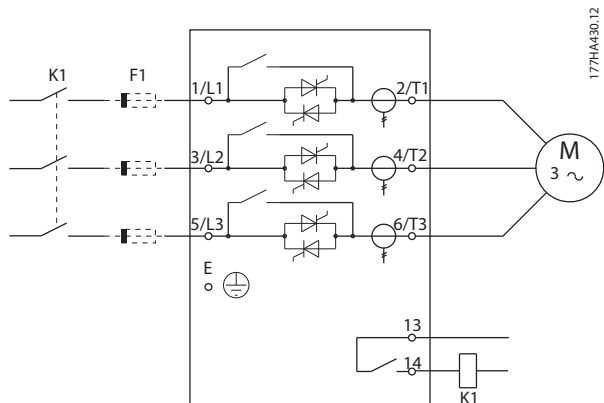 177HA430.12
K1
F1
1/L1
2/T1
3/L2
4/T2
M
3 ~
5/L3
6/T3
E
13
14
K1